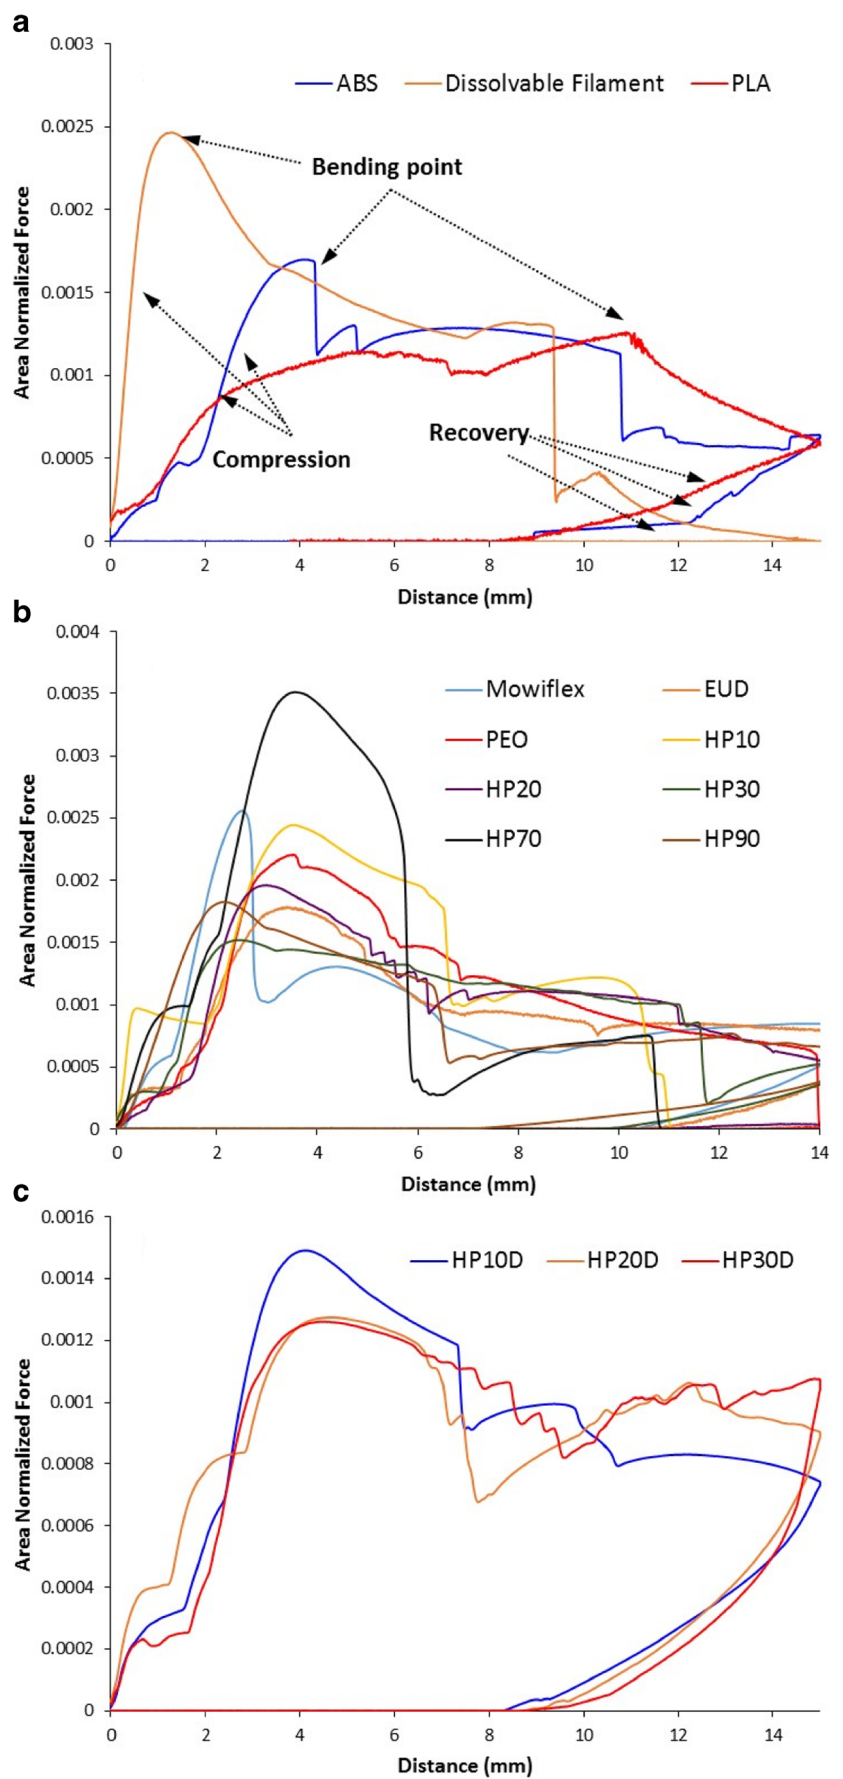 a
0.003
ABS Dissolvable Filament PLA
0.0025
Bending point
0.002
0.0015
0.001
Recovery
Compression
0.0005
0
0 2 4 6 8 10 12 14
Distance (mm)
Area Normalized Force
b
0.004
Mowiflex EUD
0.0035
PEO HP10
0.003
HP20 HP30
0.0025
HP70 HP90
0.002
0.0015
0.001
0.0005
0
0 2 4 6 8 10 12 14
Distance (mm)
Area Normalized Force
c
0.0016
HP10D HP20D HP30D
0.0014
0.0012
0.001
0.0008
0.0006
0.0004
0.0002
0
0 2 4 6 8 10 12 14
Distance (mm)
Area Normalized Force